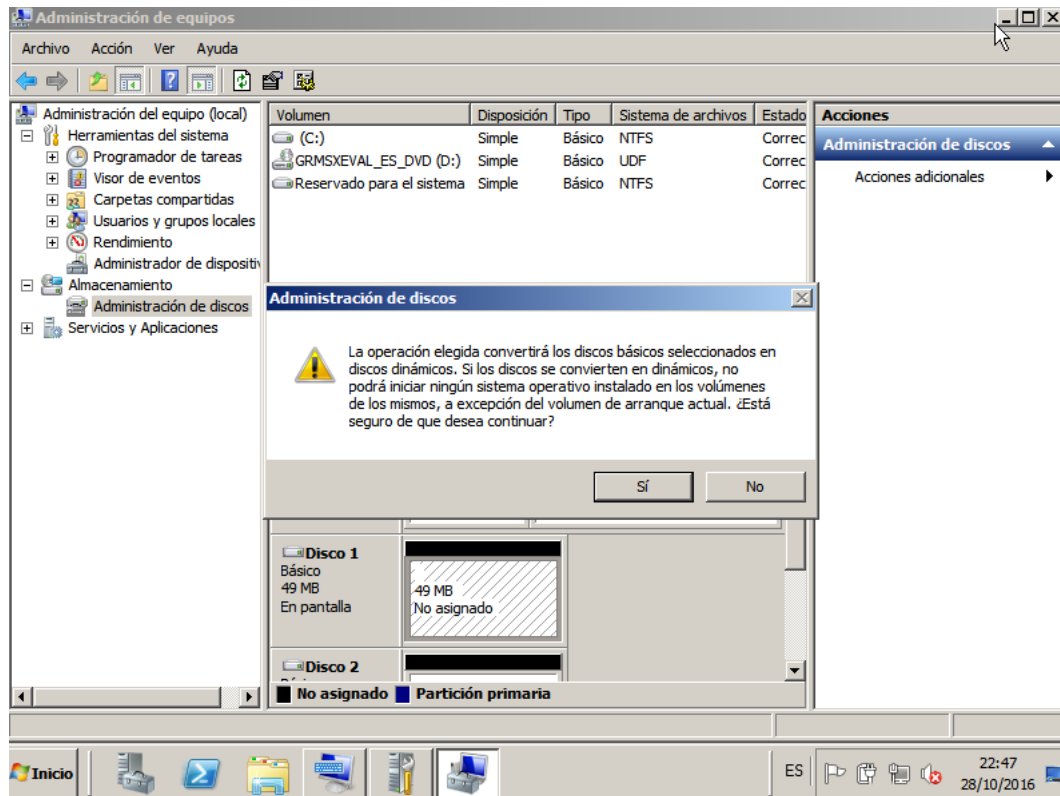 Administración de equipos
Archivo Acción Ver Ayuda
Administración del equipo (local)
Herramientas del sistema
Programador de tareas
Visor de eventos
Carpetas compartidas
Usuarios y grupos locales
Rendimiento
Administrador de dispositiv
Almacenamiento
Administración de discos
Servicios y Aplicaciones
Volumen Disposición Tipo Sistema de archivos Estado
(C:) Simple Básico NTFS Correc
GRMSXEVAL_ES_DVD (D:) Simple Básico UDF Correc
Reservado para el sistema Simple Básico NTFS Correc
Acciones
Administración de discos
Acciones adicionales
Administración de discos
La operación elegida convertirá los discos básicos seleccionados en
discos dinámicos. Si los discos se convierten en dinámicos, no
podrá iniciar ningún sistema operativo instalado en los volúmenes
de los mismos, a excepción del volumen de arranque actual. ¿Está
seguro de que desea continuar?
Sí No
Disco 1
Básico
49 MB
En pantalla
49 MB
No asignado
Disco 2
No asignado Partición primaria
Inicio
ES
22:47
28/10/2016